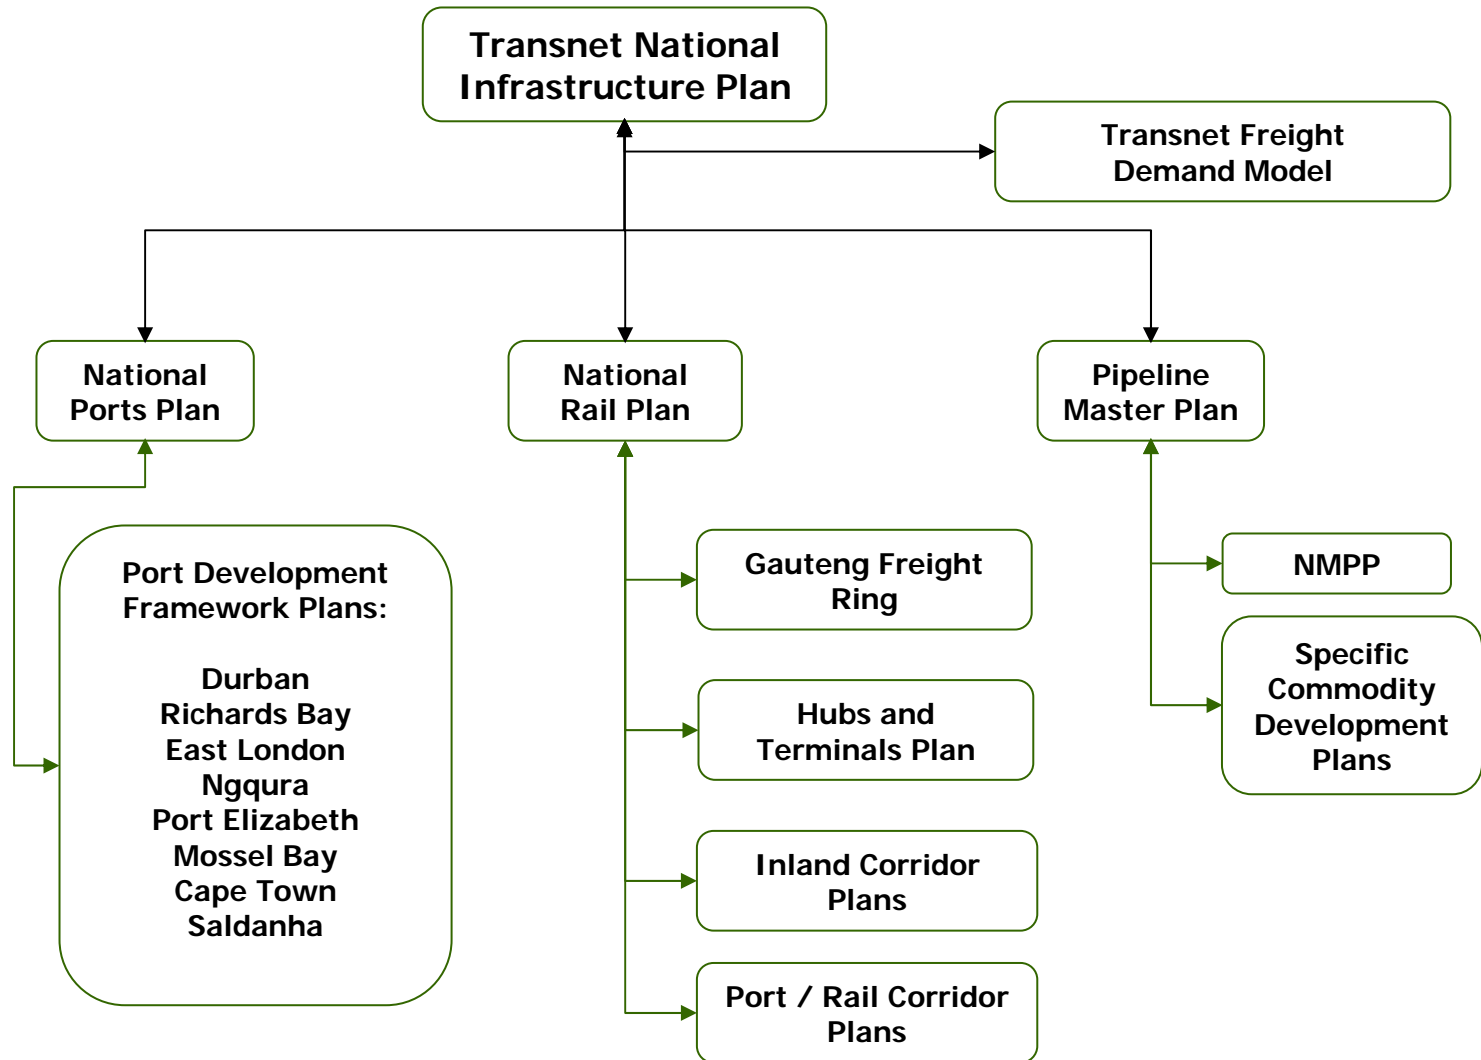 Transnet National
Infrastructure Plan
Transnet Freight
Demand Model
National
Ports Plan
National
Rail Plan
Pipeline
Master Plan
Port Development
Framework Plans:
Durban
Richards Bay
East London
Ngqura
Port Elizabeth
Mossel Bay
Cape Town
Saldanha
Gauteng Freight
Ring
Hubs and
Terminals Plan
Inland Corridor
Plans
Port / Rail Corridor
Plans
NMPP
Specific
Commodity
Development
Plans